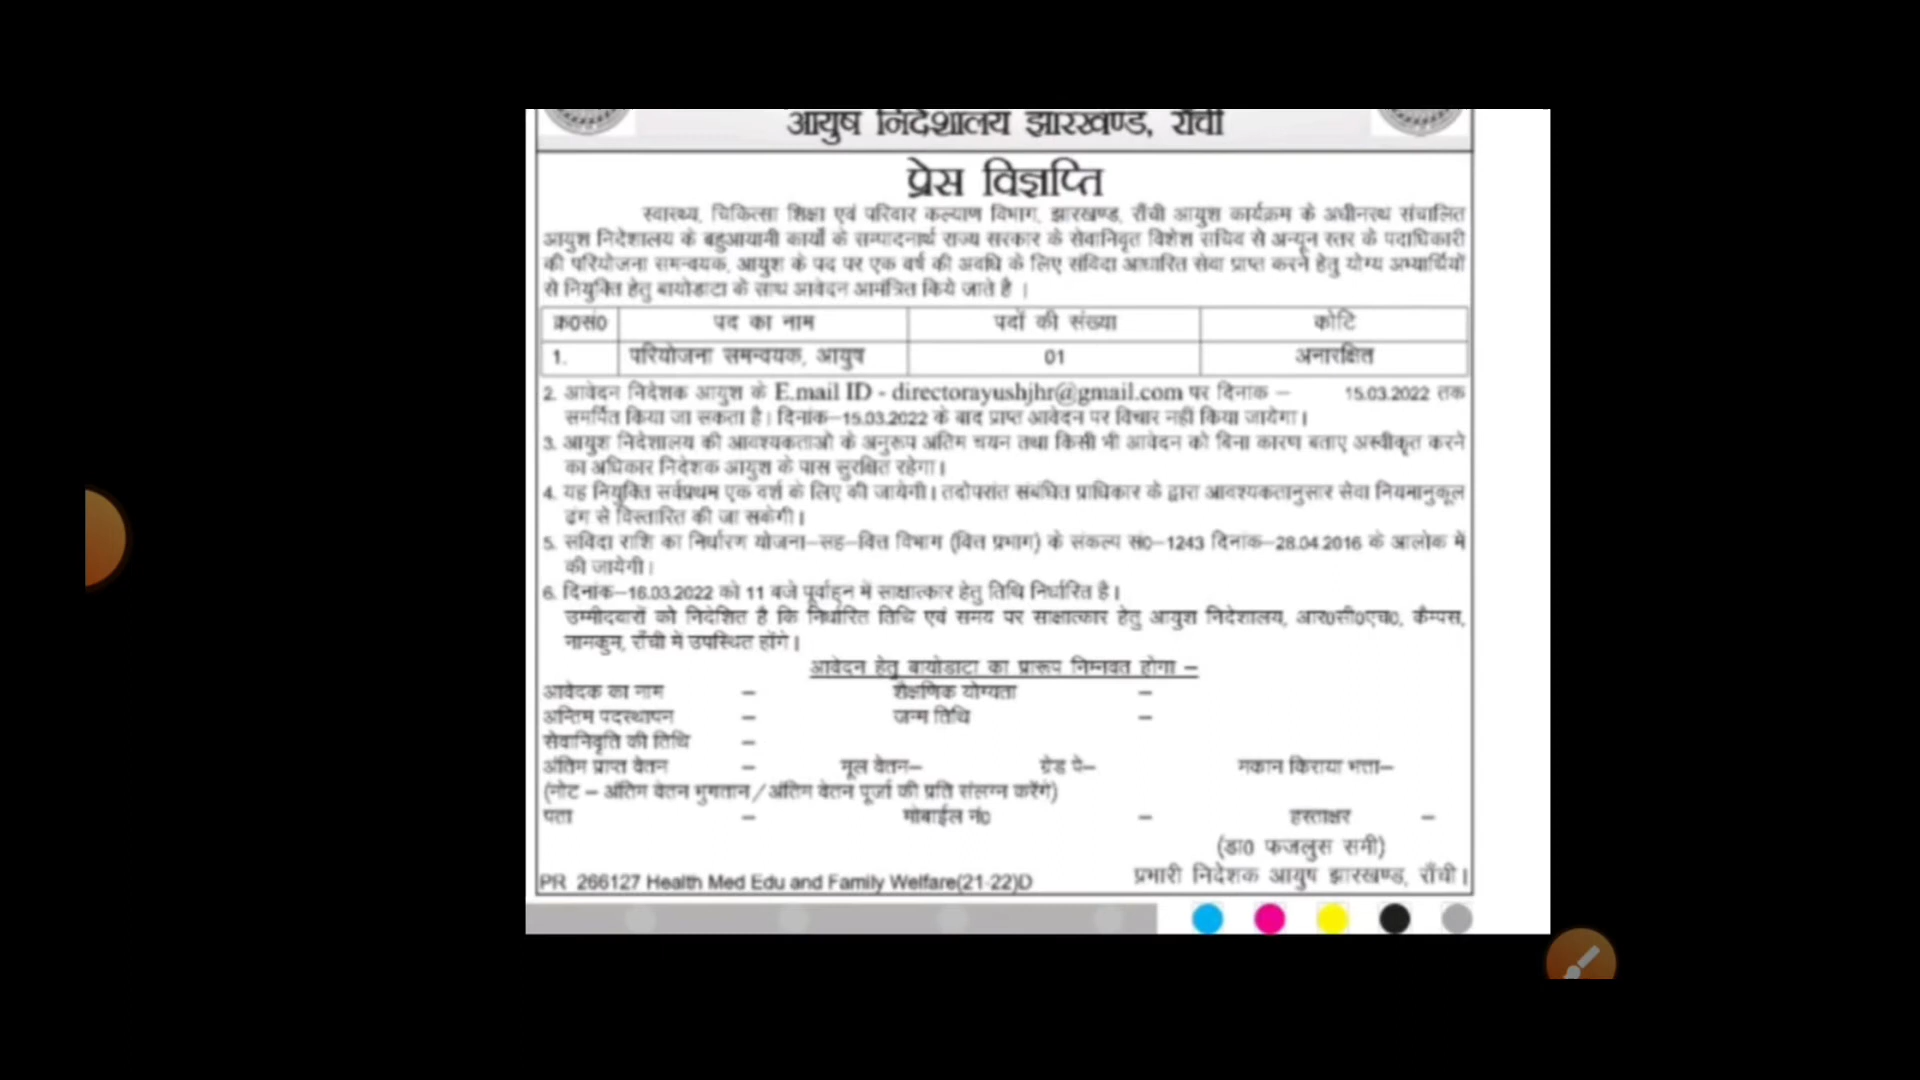 आयुष निदेशालय झारखण्ड, राँची
प्रेस विज्ञप्ति
स्वास्थ्य, चिकित्सा शिक्षा एवं परिवार कल्याण विभाग, झारखण्ड, राँची आयुश कार्यक्रम के अधीनस्थ संचालित
आयुश निदेशालय के बहुआयामी कार्यों के सम्पादनार्थ राज्य सरकार के सेवानिवृत विशेश सचिव से अन्यून स्तर के पदाधिकारी
की परियोजना समन्वयक, आयुश के पद पर एक वर्ष की अवधि के लिए संविदा आधारित सेवा प्राप्त करने हेतु योग्य अभ्यार्थियों
से नियुक्ति हेतु बायोडाटा के साथ आवेदन आमंत्रित किये जाते है ।
क्र0सं0 पद का नाम पदों की संख्या कोटि
1. परियोजना समन्वयक, आयुष 01 अनारक्षित
2. आवेदन निदेशक आयुश के E.mail ID - directorayushjhr@gmail.com पर दिनांक – 15.03.2022 तक
समर्पित किया जा सकता है। दिनांक–15.03.2022 के बाद प्राप्त आवेदन पर विचार नही किया जायेगा।
3. आयुश निदेशालय की आवश्यकताओ के अनुरूप अंतिम चयन तथा किसी भी आवेदन को बिना कारण बताए अस्वीकृत करने
का अधिकार निदेशक आयुश के पास सुरक्षित रहेगा।
4. यह नियुक्ति सर्वप्रथम एक वर्श के लिए की जायेगी। तदोपरांत संबंधित प्राधिकार के द्वारा आवश्यकतानुसार सेवा नियमानुकूल
ढंग से विस्तारित की जा सकेगी।
5. संविदा राशि का निर्धारण योजना–सह–वित्त विभाग (वित्त प्रभाग) के संकल्प सं0–1243 दिनांक–28.04.2016 के आलोक में
की जायेगी।
6. दिनांक–16.03.2022 को 11 बजे पूर्वाहन में साक्षात्कार हेतु तिथि निर्धारित है।
उम्मीदवारों को निदेशित है कि निर्धारित तिथि एवं समय पर साक्षात्कार हेतु आयुश निदेशालय, आर0सी0एच0, कैम्पस,
नामकुम, राँची में उपस्थित होंगे।
आवेदन हेतु बायोडाटा का प्रारूप निम्नवत होगा –
आवेदक का नाम – शैक्षणिक योग्यता –
अन्तिम पदस्थापन – जन्म तिथि –
सेवानिवृति की तिथि –
अंतिम प्राप्त वेतन – मूल वेतन– ग्रेड पे– मकान किराया भत्ता–
(नोट – अंतिम वेतन भुगतान / अंतिम वेतन पूर्जा की प्रति संलग्न करेंगे)
पता – मोबाईल नं0 – हस्ताक्षर –
(डा0 फजलुस समी)
प्रभारी निदेशक आयुष झारखण्ड, राँची।
PR 266127 Health Med Edu and Family Welfare(21-22)D